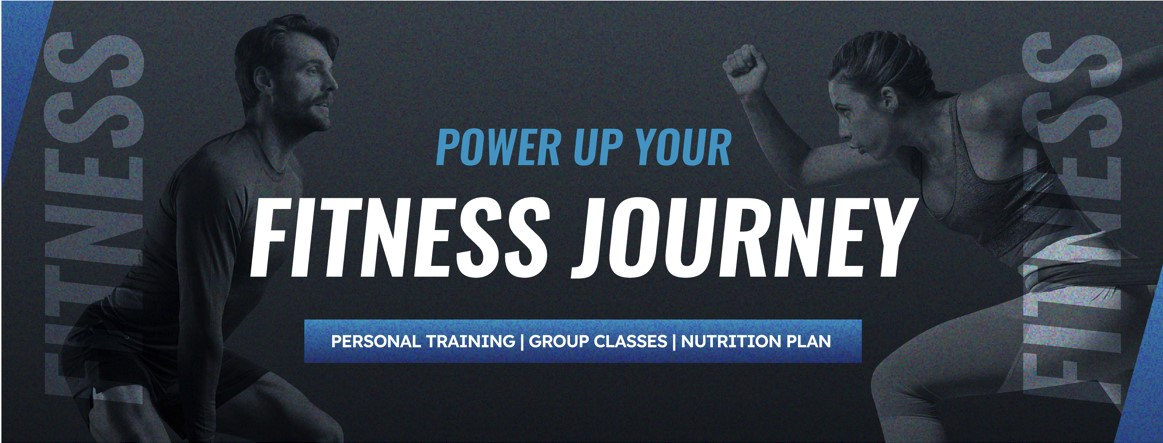 FITNESS
POWER UP YOUR
FITNESS JOURNEY
PERSONAL TRAINING | GROUP CLASSES | NUTRITION PLAN
FITNESS